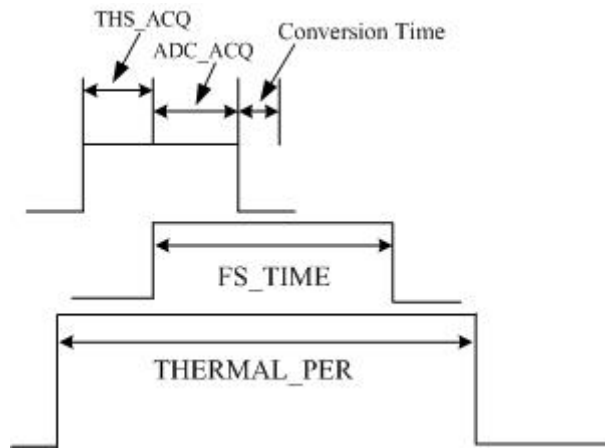 THS_ACQ
ADC_ACQ
Conversion Time
FS_TIME
THERMAL_PER